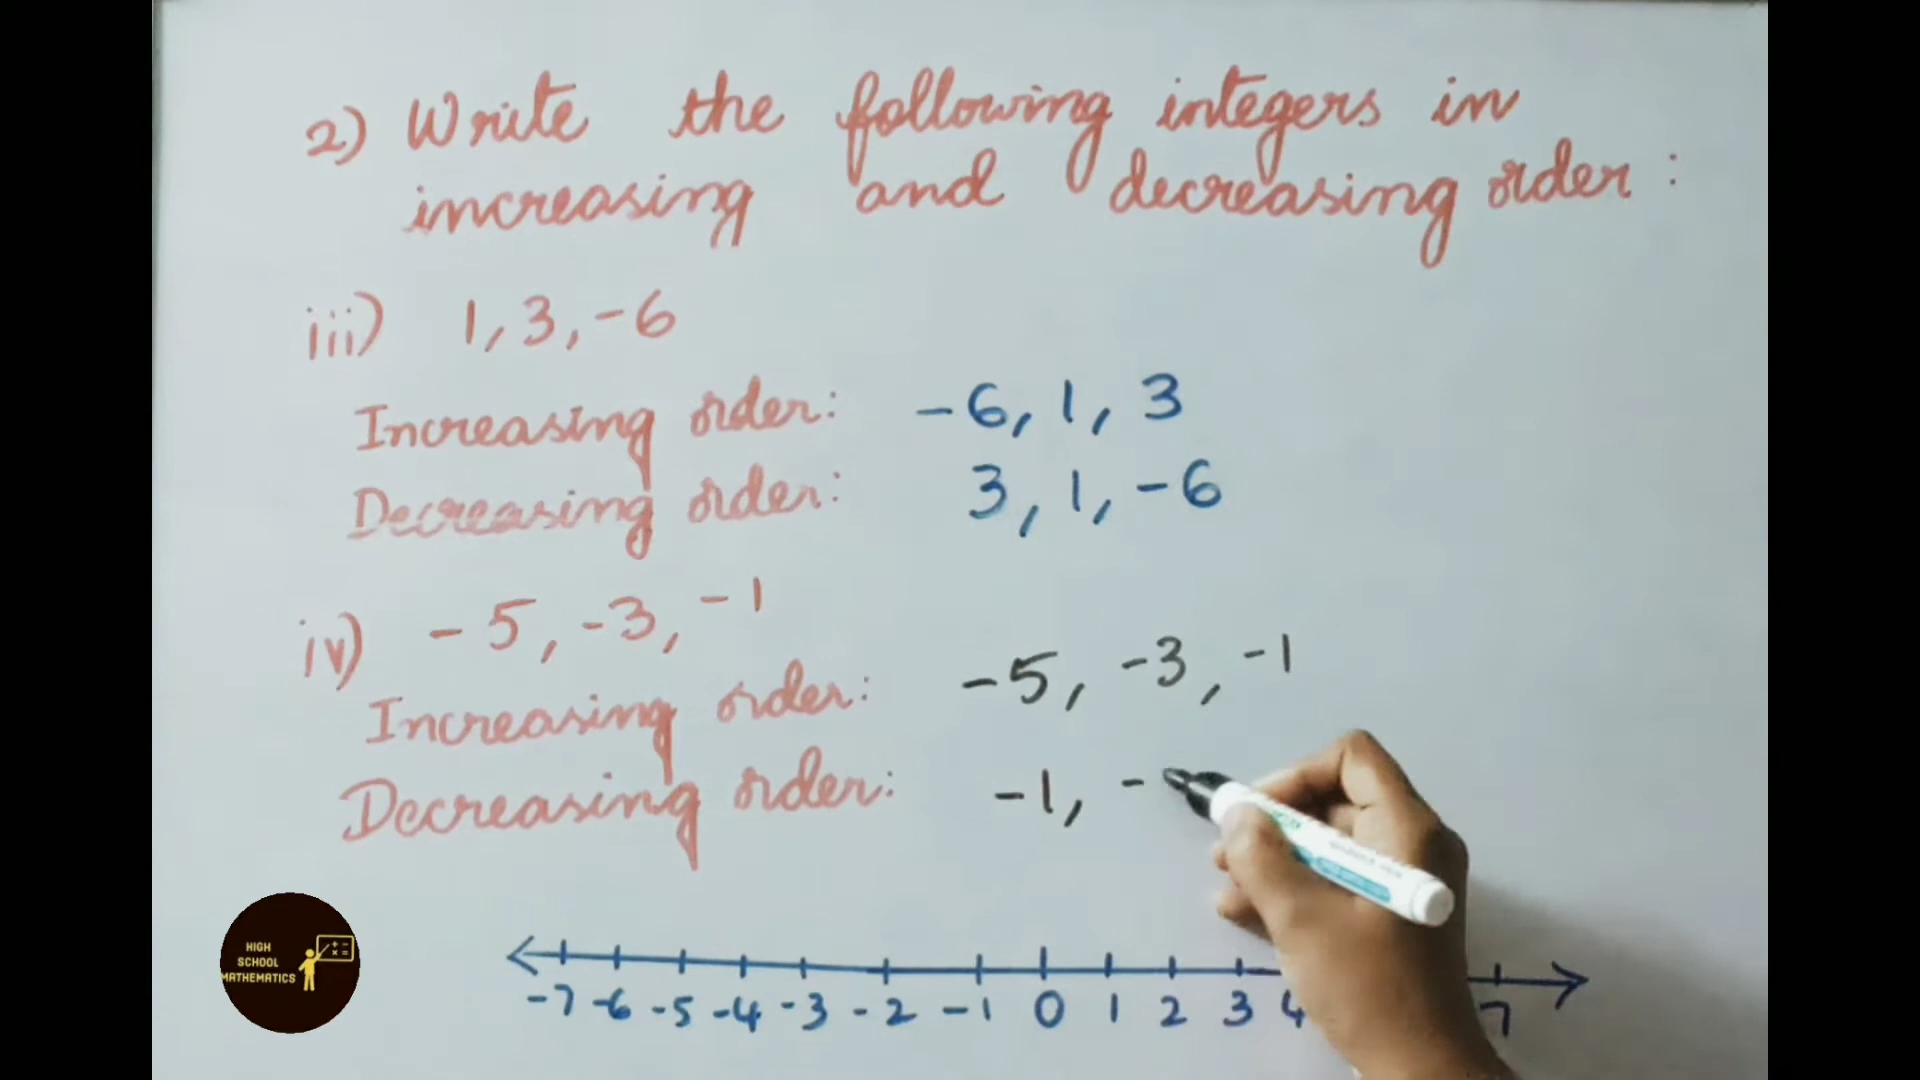 2) Write the following integers in
increasing and decreasing order:
iii) 1, 3, -6
Increasing order: -6, 1, 3
Decreasing order: 3, 1, -6
iv) -5, -3, -1
Increasing order: -5, -3, -1
Decreasing order: -1, -
-7 -6 -5 -4 -3 -2 -1 0 1 2 3 4 7
HIGH
SCHOOL
MATHEMATICS